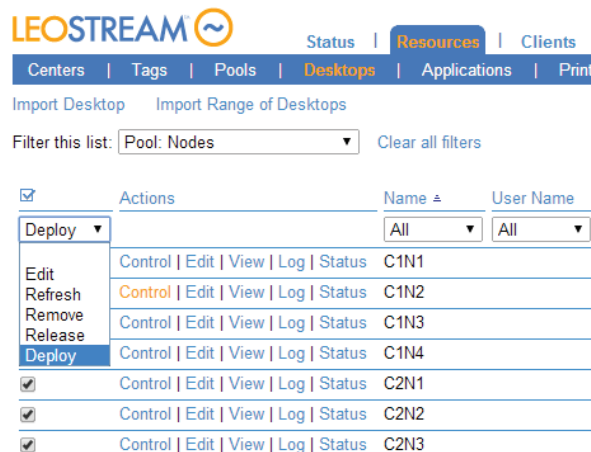 LEOSTREAM
Status | Resources | Clients
Centers | Tags | Pools | Desktops | Applications | Print
Import Desktop Import Range of Desktops
Filter this list: Pool: Nodes Clear all filters
Actions Name User Name
Deploy All All
Edit
Refresh
Remove
Release
Deploy
Control | Edit | View | Log | Status C1N1
Control | Edit | View | Log | Status C1N2
Control | Edit | View | Log | Status C1N3
Control | Edit | View | Log | Status C1N4
Control | Edit | View | Log | Status C2N1
Control | Edit | View | Log | Status C2N2
Control | Edit | View | Log | Status C2N3